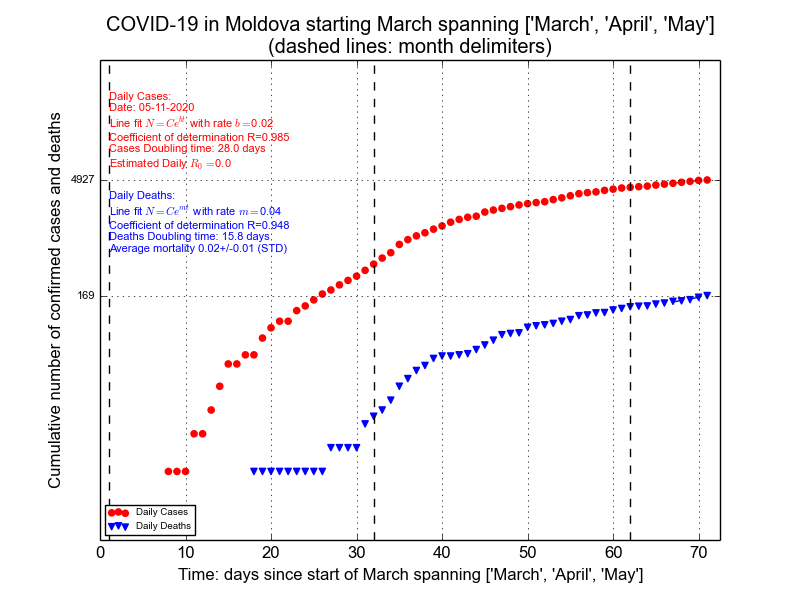 COVID-19 in Moldova starting March spanning ['March', 'April', 'May']
(dashed lines: month delimiters)
Daily Cases:
Date: 05-11-2020
Line fit N = Ce^{bt}: with rate b =0.02
Coefficient of determination R=0.985
Cases Doubling time: 28.0 days
Estimated Daily R_0 =0.0
4927
Daily Deaths:
Line fit N = Ce^{mt}: with rate m =0.04
Coefficient of determination R=0.948
Deaths Doubling time: 15.8 days:
Average mortality 0.02+/-0.01 (STD)
169
Cumulative number of confirmed cases and deaths
Daily Cases
Daily Deaths
0 10 20 30 40 50 60 70
Time: days since start of March spanning ['March', 'April', 'May']